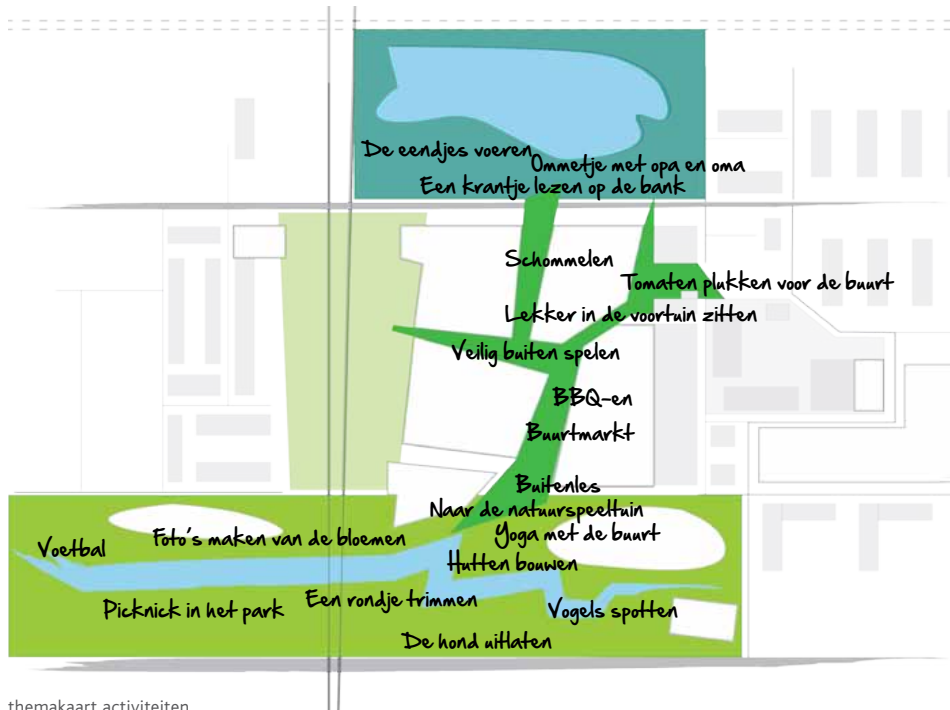 De eendjes voeren
Ommetje met opa en oma
Een krantje lezen op de bank
Schommelen
Tomaten plukken voor de buurt
Lekker in de voortuin zitten
Veilig buiten spelen
BBQ-en
Buurtmarkt
Buitenles
Naar de natuurspeeltuin
Yoga met de buurt
Foto's maken van de bloemen
Voetbal
Hutten bouwen
Een rondje trimmen
Picknick in het park
Vogels spotten
De hond uitlaten
themakaart activiteiten